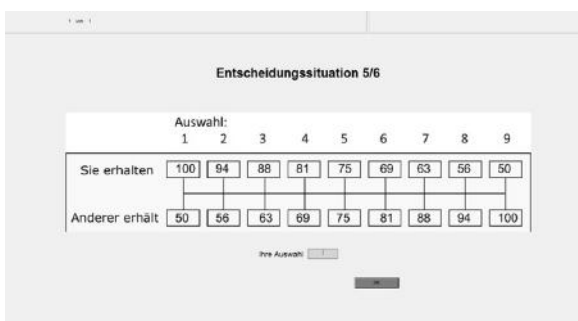 Entscheidungssituation 5/6
Auswahl:
1 2 3 4 5 6 7 8 9
Sie erhalten 100 94 88 81 75 69 63 56 50
Anderer erhält 50 56 63 69 75 81 88 94 100
Ihre Auswahl